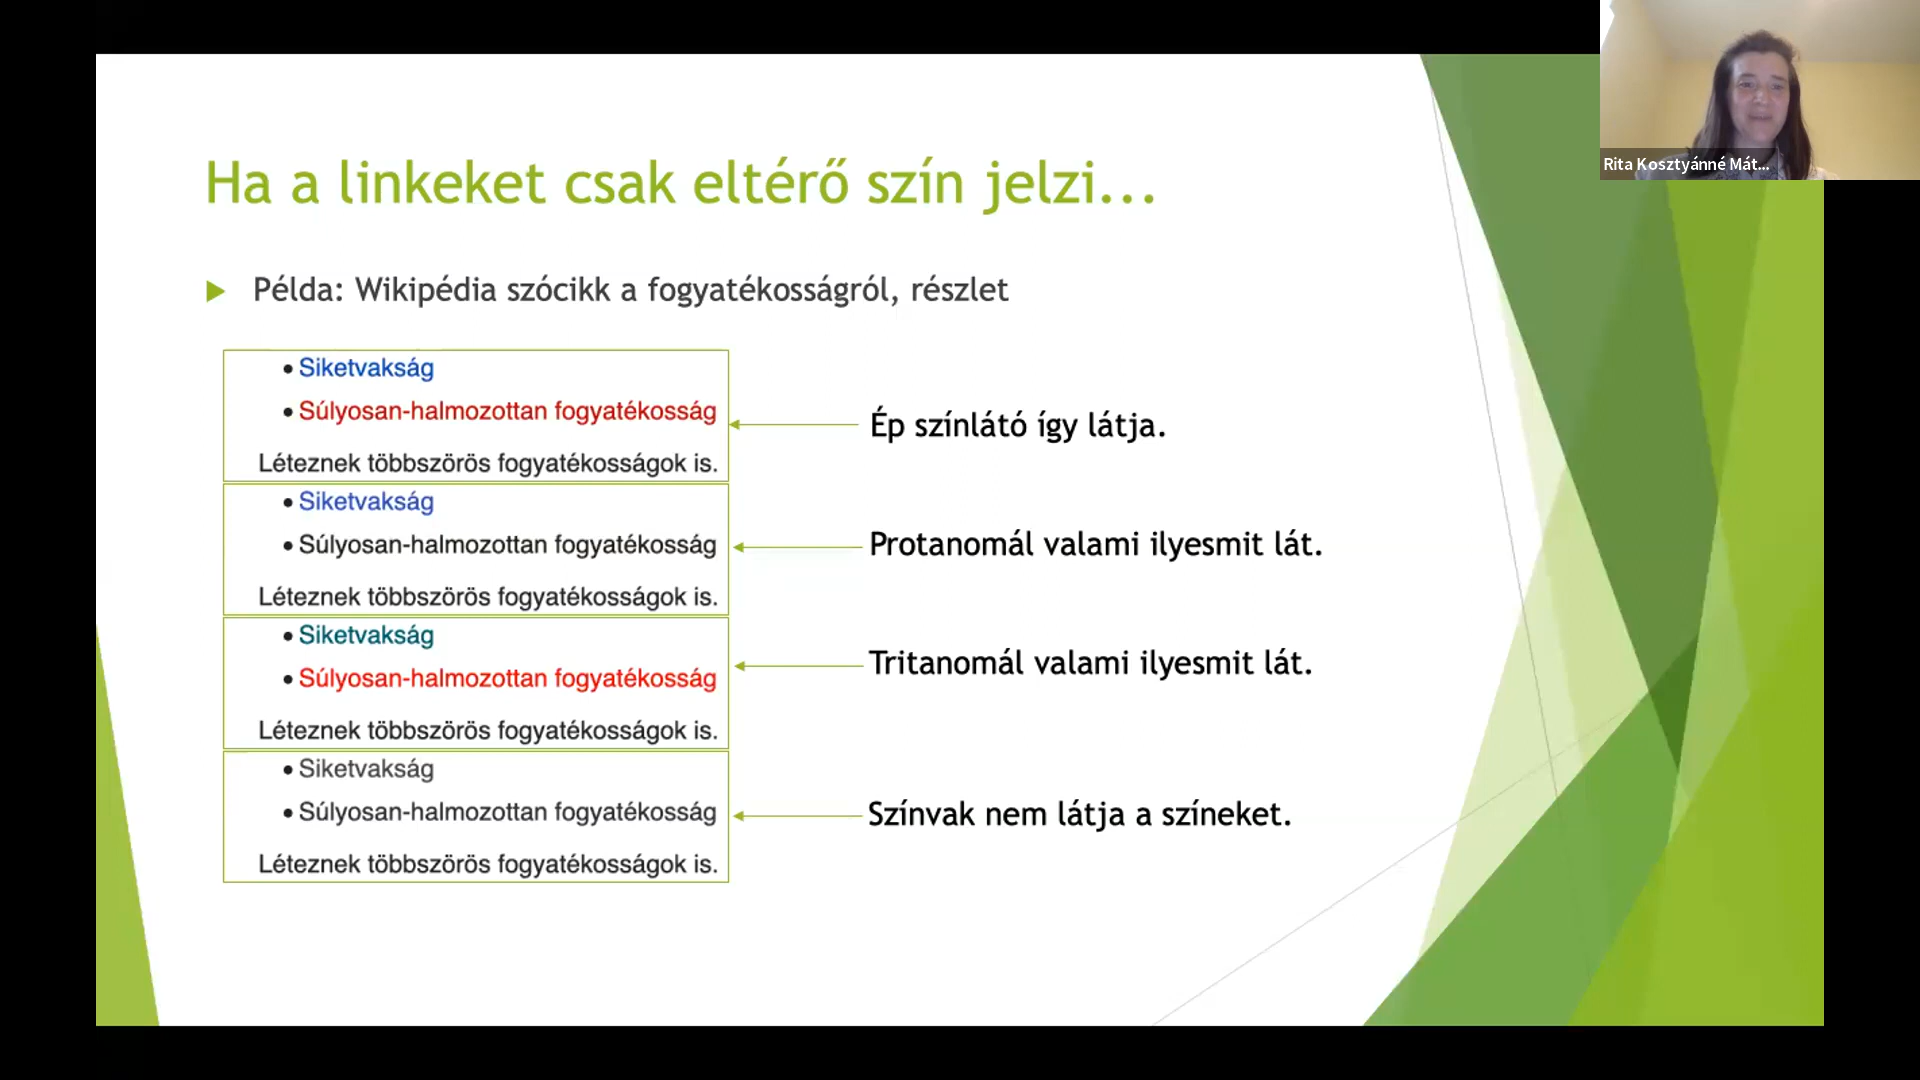 Rita Kosztyánné Mát...
Ha a linkeket csak eltérő szín jelzi...
Példa: Wikipédia szócikk a fogyatékosságról, részlet
• Siketvakság
• Súlyosan-halmozottan fogyatékosság
Léteznek többszörös fogyatékosságok is.
Ép színlátó így látja.
• Siketvakság
• Súlyosan-halmozottan fogyatékosság
Léteznek többszörös fogyatékosságok is.
Protanomál valami ilyesmit lát.
• Siketvakság
• Súlyosan-halmozottan fogyatékosság
Léteznek többszörös fogyatékosságok is.
Tritanomál valami ilyesmit lát.
• Siketvakság
• Súlyosan-halmozottan fogyatékosság
Léteznek többszörös fogyatékosságok is.
Színvak nem látja a színeket.